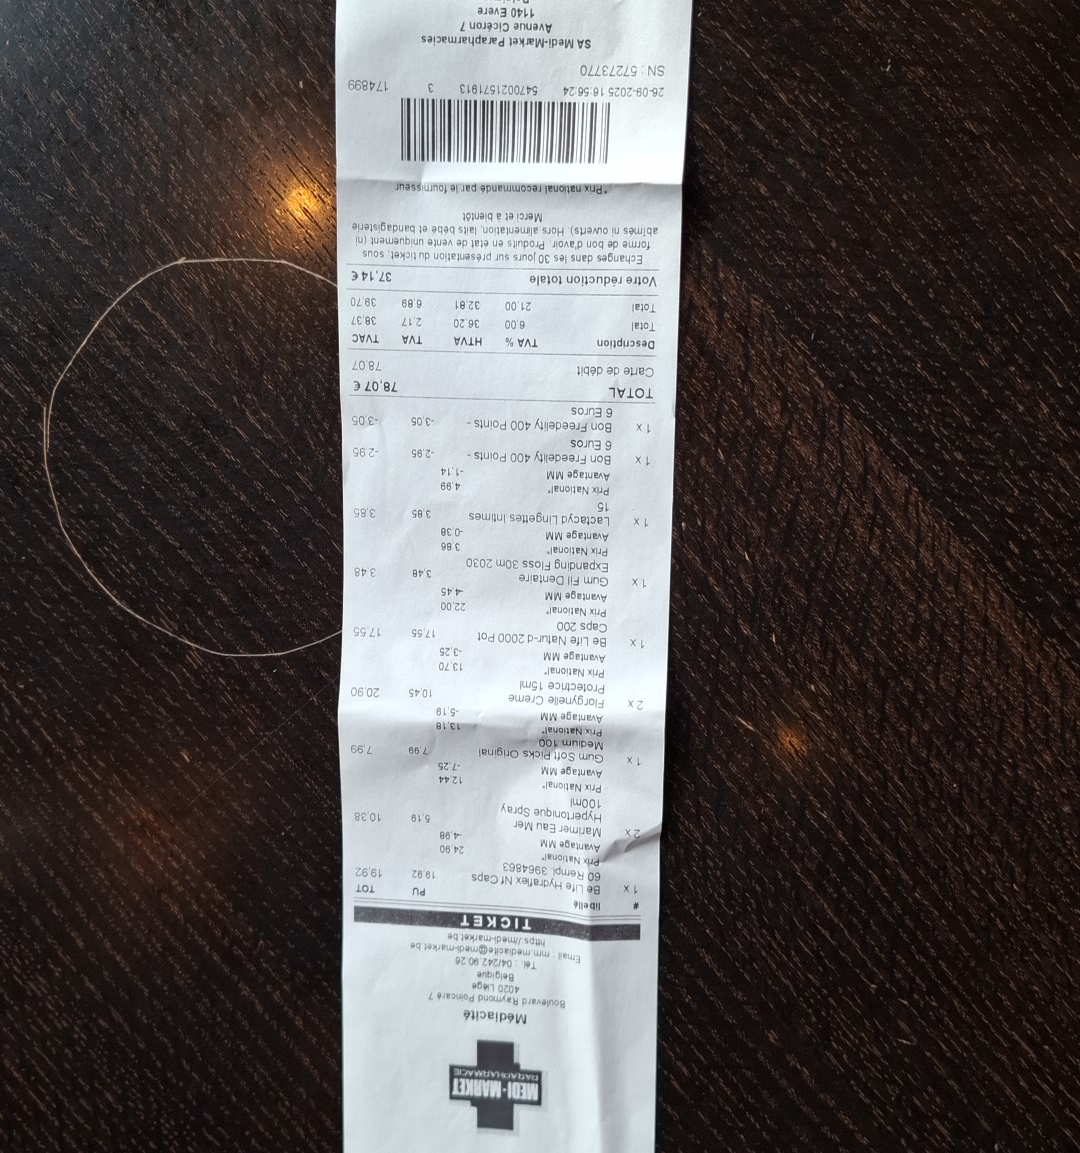 MEDI-MARKET
PARAPHARMACIE
Médiacité
Boulevard Raymond Poincaré 7
4020 Liège
Belgique
Tél. : 04/242.90.26
Email : mm.mediacite@medi-market.be
https://medi-market.be
TICKET
# libellé PU TOT
1 x Be Life Hydraflex Nf Caps 19,92 19,92
60 Rempl. 3964863
Prix National* 24,90
Avantage MM -4,98
2 x Marimer Eau Mer 5,19 10,38
Hypertonique Spray
100ml
Prix National* 12,44
Avantage MM -7,25
1 x Gum Soft Picks Original 7,99 7,99
Medium 100
Prix National* 13,18
Avantage MM -5,19
2 x Florgynelle Creme 10,45 20,90
Protectrice 15ml
Prix National* 13,70
Avantage MM -3,25
1 x Be Life Natur-d 2000 Pot 17,55 17,55
Caps 200
Prix National* 22,00
Avantage MM -4,45
1 x Gum Fil Dentaire 3,48 3,48
Expanding Floss 30m 2030
Prix National* 3,86
Avantage MM -0,38
1 x Lactacyd Lingettes Intimes 3,85 3,85
15
Prix National* 4,99
Avantage MM -1,14
1 x Bon Freedelity 400 Points - -2,95 -2,95
6 Euros
1 x Bon Freedelity 400 Points - -3,05 -3,05
6 Euros
TOTAL 78,07 €
Carte de débit 78,07
Description TVA % HTVA TVA TVAC
Total 6,00 36,20 2,17 38,37
Total 21,00 32,81 6,89 39,70
Votre réduction totale 37,14 €
Echanges dans les 30 jours sur présentation du ticket, sous
forme de bon d'avoir. Produits en état de vente uniquement (ni
abîmés ni ouverts). Hors alimentation, laits bébé et bandagisterie
Merci et à bientôt
*Prix national recommandé par le fournisseur
26-09-2025 16:56:24 5470021571913 3 174899
SN : 57273770
SA Medi-Market Parapharmacies
Avenue Cicéron 7
1140 Evere